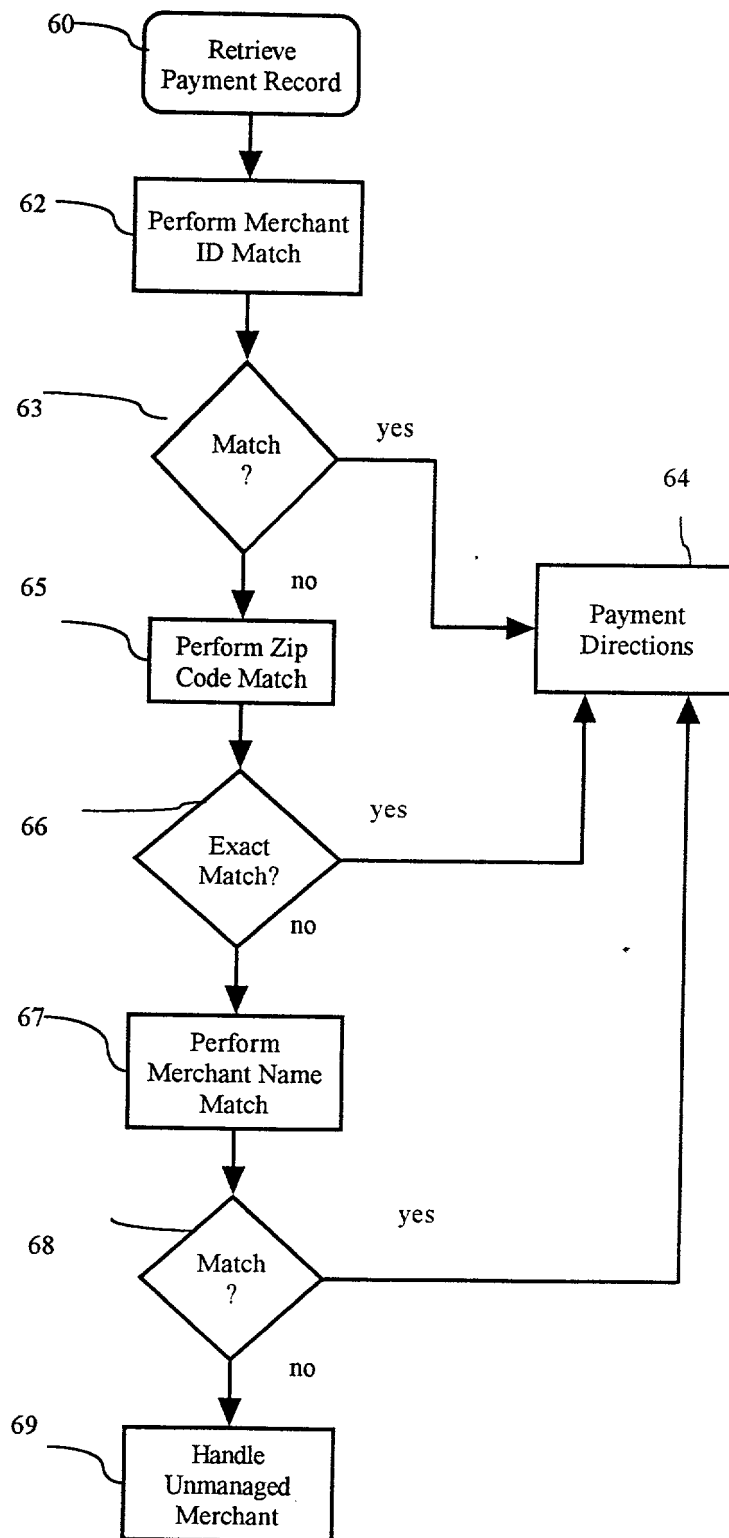 60
Retrieve
Payment Record
62
Perform Merchant
ID Match
63
Match
?
yes
64
Payment
Directions
no
65
Perform Zip
Code Match
66
Exact
Match?
yes
no
67
Perform
Merchant Name
Match
68
Match
?
yes
no
69
Handle
Unmanaged
Merchant